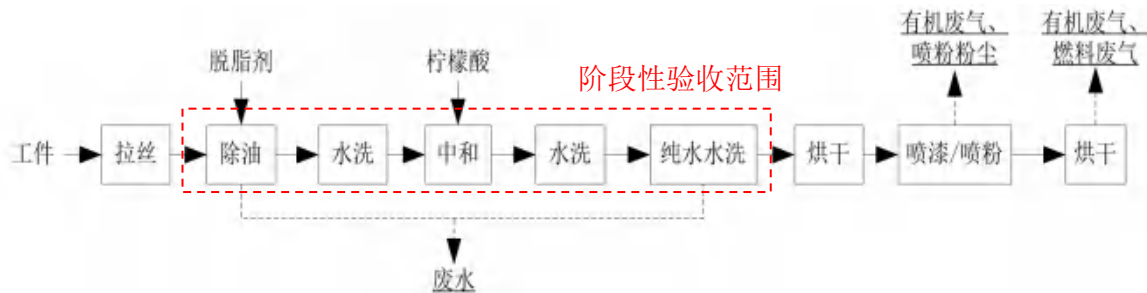 有机废气、
喷粉粉尘
有机废气、
燃料废气
脱脂剂
柠檬酸
阶段性验收范围
工件
拉丝
除油
水洗
中和
水洗
纯水水洗
烘干
喷漆/喷粉
烘干
废水